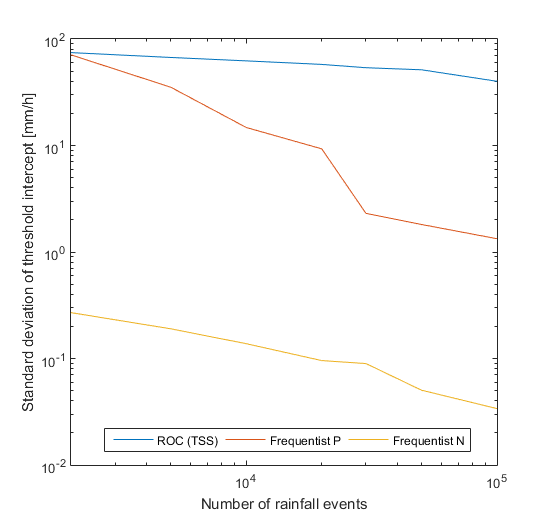 10^2
10^1
10^0
10^-1
10^-2
Standard deviation of threshold intercept [mm/h]
ROC (TSS) Frequentist P Frequentist N
10^4 10^5
Number of rainfall events